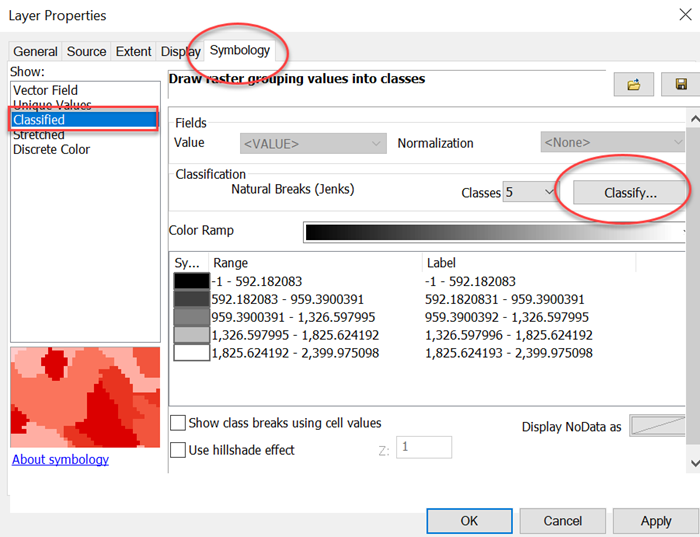 Layer Properties
General Source Extent Display Symbology
Show:
Vector Field
Unique Values
Classified
Stretched
Discrete Color
About symbology
Draw raster grouping values into classes
Fields
Value <VALUE> Normalization <None>
Classification
Natural Breaks (Jenks) Classes 5 Classify...
Color Ramp
Sy... Range Label
-1 - 592.182083 -1 - 592.182083
592.182083 - 959.3900391 592.1820831 - 959.3900391
959.3900391 - 1,326.597995 959.3900392 - 1,326.597995
1,326.597995 - 1,825.624192 1,326.597996 - 1,825.624192
1,825.624192 - 2,399.975098 1,825.624193 - 2,399.975098
Show class breaks using cell values
Display NoData as
Use hillshade effect Z: 1
OK Cancel Apply